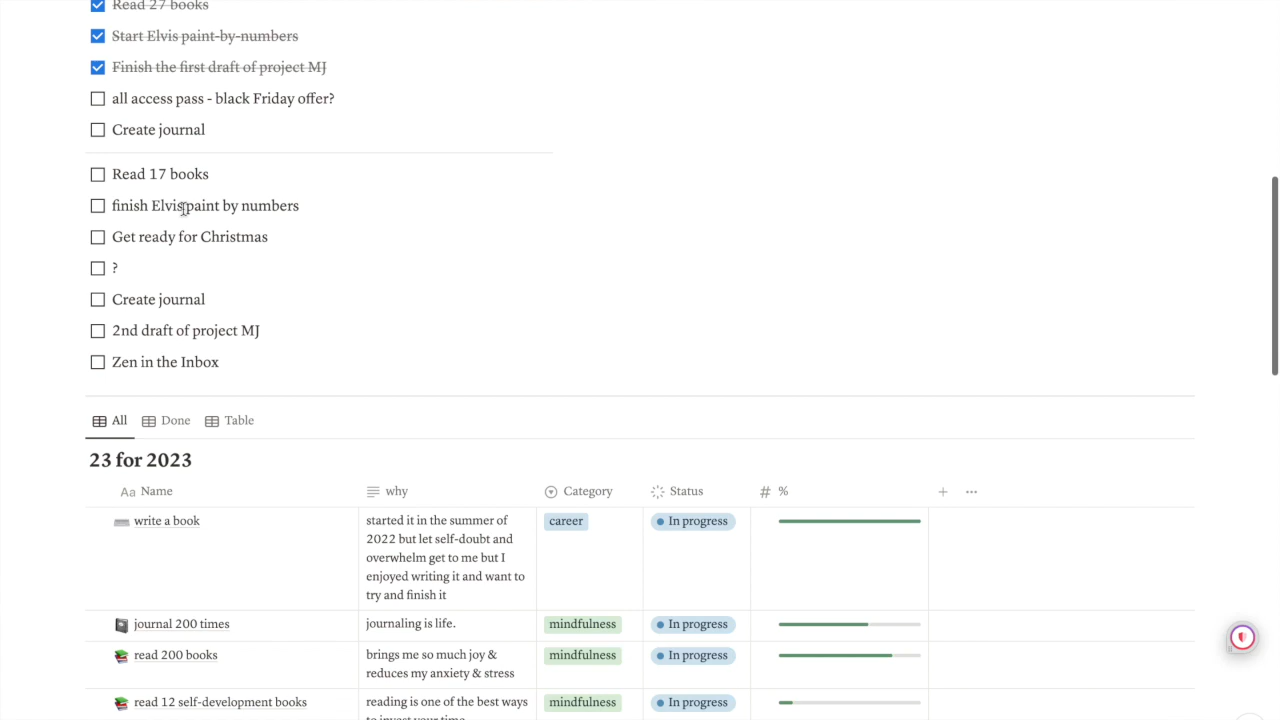 Read 27 books
Start Elvis paint-by-numbers
Finish the first draft of project MJ
all access pass - black Friday offer?
Create journal
Read 17 books
finish Elvis paint by numbers
Get ready for Christmas
?
Create journal
2nd draft of project MJ
Zen in the Inbox
All Done Table
23 for 2023
Aa Name why Category Status # %
write a book started it in the summer of career In progress
2022 but let self-doubt and
overwhelm get to me but I
enjoyed writing it and want to
try and finish it
journal 200 times journaling is life. mindfulness In progress
read 200 books brings me so much joy & mindfulness In progress
reduces my anxiety & stress
read 12 self-development books reading is one of the best ways mindfulness In progress
to invest your time